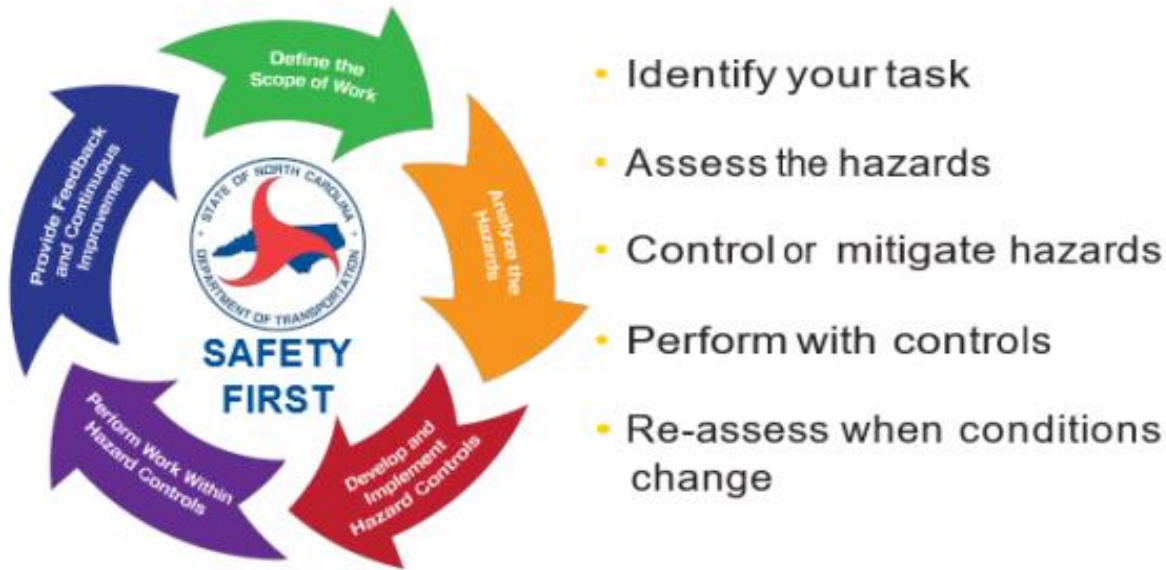 Define the
Scope of Work
Analyze the
Hazards
Develop and
Implement
Hazard Controls
Perform Work Within
Hazard Controls
Provide Feedback
and Continuous
Improvement
STATE OF NORTH CAROLINA
DEPARTMENT OF TRANSPORTATION
SAFETY
FIRST
• Identify your task
• Assess the hazards
• Control or mitigate hazards
• Perform with controls
• Re-assess when conditions
change